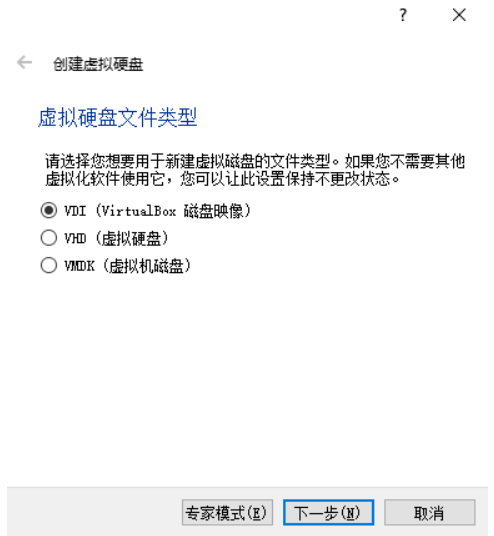 ?
创建虚拟硬盘
虚拟硬盘文件类型
请选择您想要用于新建虚拟磁盘的文件类型。如果您不需要其他
虚拟化软件使用它，您可以让此设置保持不更改状态。
VDI (VirtualBox 磁盘映像)
VHD (虚拟硬盘)
VMDK (虚拟机磁盘)
专家模式(E) 下一步(N) 取消